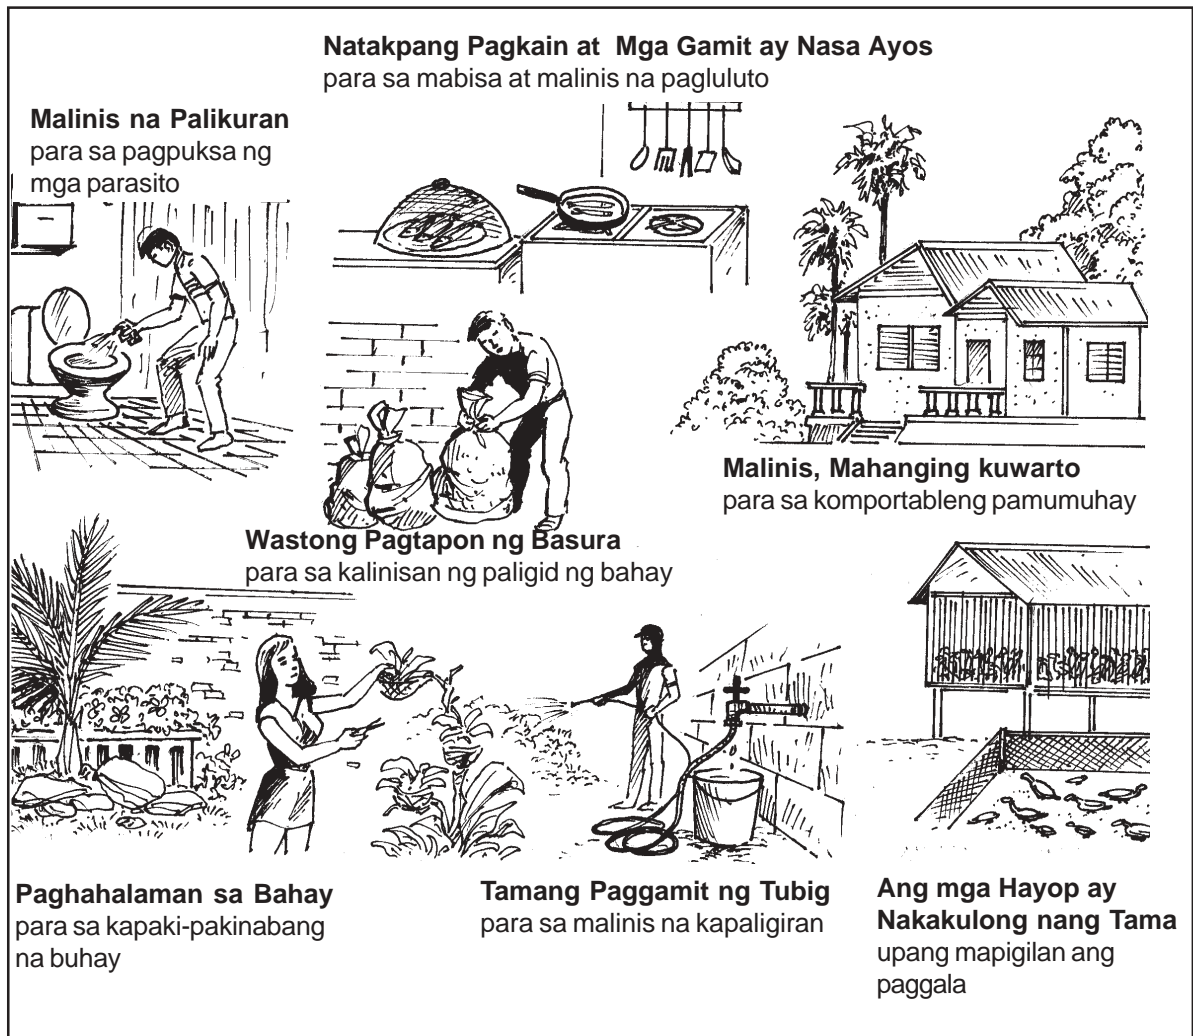 Natakpang Pagkain at Mga Gamit ay Nasa Ayos
para sa mabisa at malinis na pagluluto
Malinis na Palikuran
para sa pagpuksa ng
mga parasito
Malinis, Mahanging kuwarto
para sa komportableng pamumuhay
Wastong Pagtapon ng Basura
para sa kalinisan ng paligid ng bahay
Paghahalaman sa Bahay
para sa kapaki-pakinabang
na buhay
Tamang Paggamit ng Tubig
para sa malinis na kapaligiran
Ang mga Hayop ay
Nakakulong nang Tama
upang mapigilan ang
paggala